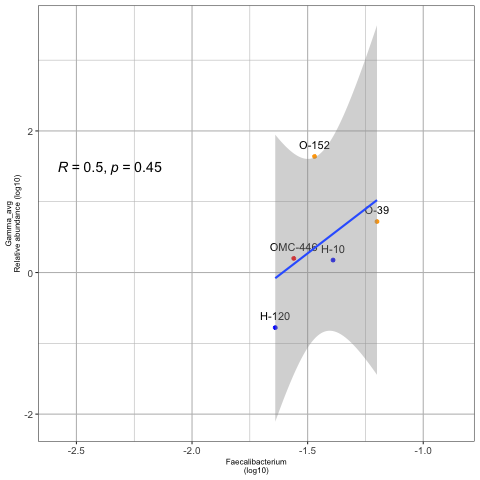 Gamma_avg
Relative abundance (log10)
2
0
-2
R = 0.5, p = 0.45
O-152
O-39
OMC-446
H-10
H-120
-2.5
-2.0
-1.5
-1.0
Faecalibacterium
(log10)